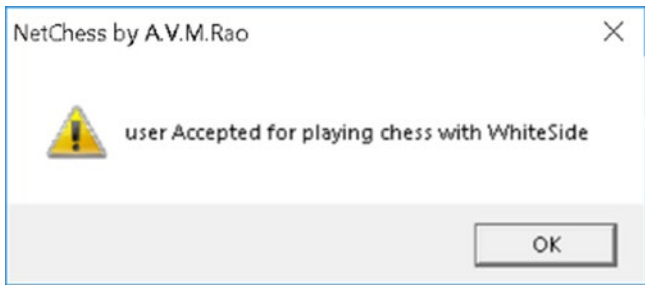 NetChess by A.V.M.Rao
user Accepted for playing chess with WhiteSide
OK